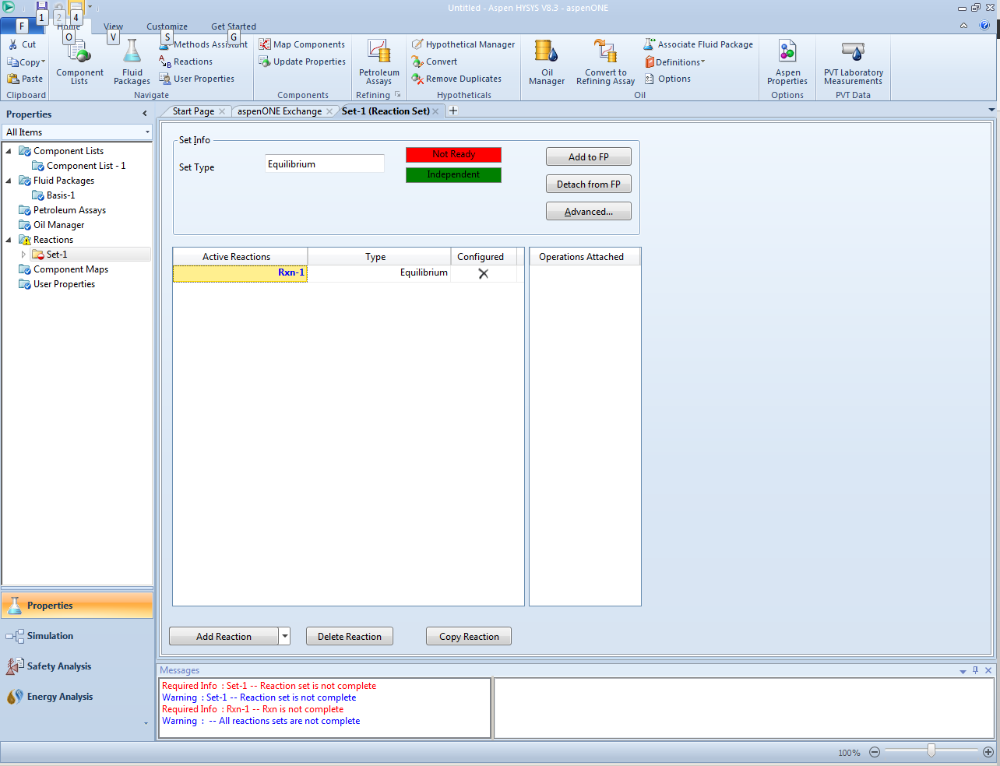 Untitled - Aspen HYSYS V8.3 - aspenONE
1 2 4
F Home View Customize Get Started
O V S G
Cut
Copy
Paste
Clipboard
Component Lists
Fluid Packages
Methods Assistant
Reactions
User Properties
Navigate
Map Components
Update Properties
Components
Petroleum Assays
Refining
Hypothetical Manager
Convert
Remove Duplicates
Hypotheticals
Oil Manager
Convert to Refining Assay
Associate Fluid Package
Definitions
Options
Oil
Aspen Properties
Options
PVT Laboratory Measurements
PVT Data
Properties <
All Items
Component Lists
Component List - 1
Fluid Packages
Basis-1
Petroleum Assays
Oil Manager
Reactions
Set-1
Component Maps
User Properties
Properties
Simulation
Safety Analysis
Energy Analysis
Start Page aspenONE Exchange Set-1 (Reaction Set) +
Set Info
Set Type Equilibrium
Not Ready
Independent
Add to FP
Detach from FP
Advanced...
Active Reactions Type Configured Operations Attached
Rxn-1 Equilibrium
Add Reaction Delete Reaction Copy Reaction
Messages
Required Info : Set-1 -- Reaction set is not complete
Warning : Set-1 -- Reaction set is not complete
Required Info : Rxn-1 -- Rxn is not complete
Warning : -- All reactions sets are not complete
100%